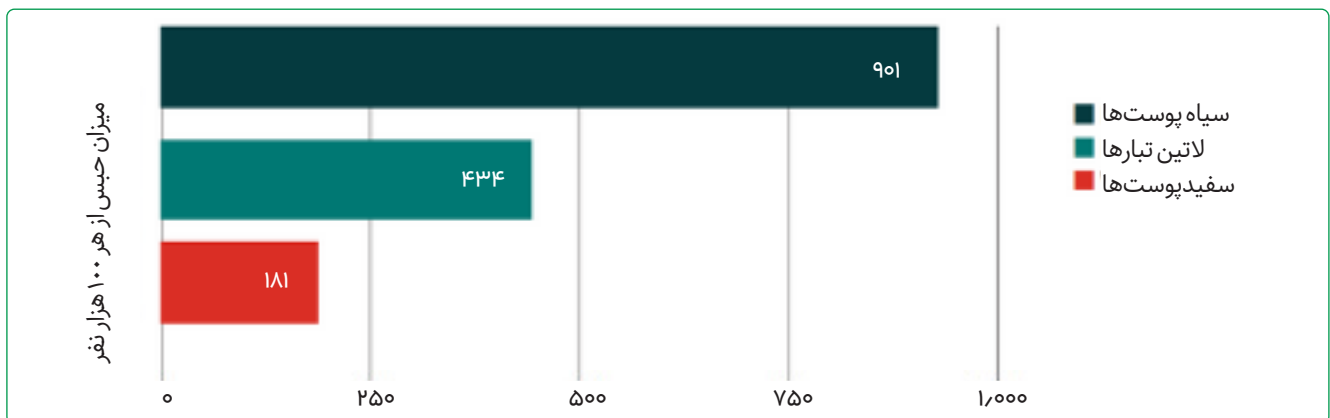 ۹۰۱
۴۳۴
۱۸۱
سیاه پوست‌ها
لاتین تبارها
سفیدپوست‌ها
میزان حبس از هر ۱۰۰ هزار نفر
۰
۲۵۰
۵۰۰
۷۵۰
۱٫۰۰۰